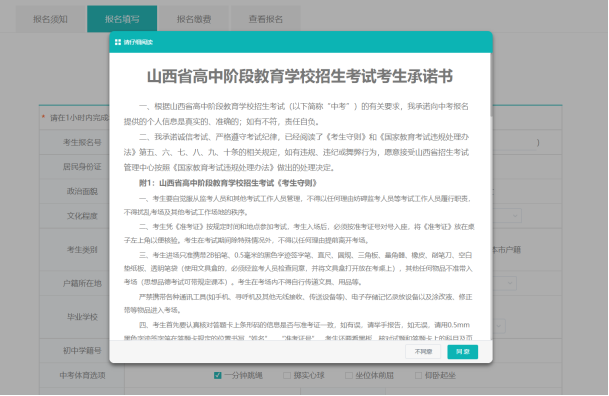 报名须知 报名填写 报名缴费 查看报名
请仔细阅读
山西省高中阶段教育学校招生考试考生承诺书
一、根据山西省高中阶段教育学校招生考试（以下简称“中考”）的有关要求，我承诺向中考报名
提供的个人信息是真实的、准确的；如有不符，责任自负。
二、我承诺诚信考试，严格遵守考试纪律，已经阅读了《考生守则》和《国家教育考试违规处理办
法》第五、六、七、八、九、十条的相关规定，如有违规、违纪或舞弊行为，愿意接受山西省招生考试
管理中心按照《国家教育考试违规处理办法》做出的处理决定。
附1：山西省高中阶段教育学校招生考试《考生守则》
一、考生要自觉服从监考人员和其他考试工作人员管理，不得以任何理由妨碍监考人员等考试工作人员履行职责，
不得扰乱考场及其他考试工作场地的秩序。
二、考生凭《准考证》按规定时间和地点参加考试，考生入场后，必须按准考证号对号入座，将《准考证》放在桌
子左上角以便核验。考生在考试期间除特殊情况外，不得以任何理由提前离开考场。
三、考生进场只准携带2B铅笔、0.5毫米的黑色字迹签字笔、直尺、圆规、三角板、量角器、橡皮、削笔刀、空白
垫纸板、透明笔袋（使用文具盒的，必须经监考人员检查同意，并将文具盒打开放在考桌上），其他任何物品不准带入
考场（思想品德考试可带规定课本）。考生在考场内不得自行传递文具、用品等。
严禁携带各种通讯工具(如手机、寻呼机及其他无线接收、传送设备等)、电子存储记忆录放设备以及涂改液、修正
带等物品进入考场。
四、考生首先要认真核对答题卡上条形码的信息是否与准考证一致，如有误，请举手报告，如无误，请用0.5mm
不同意 同意
* 请在1小时内完成
考生报名号 )
居民身份证
政治面貌
文化程度
考生类别 本市户籍
户籍所在地
毕业学校
初中学籍号
中考体育选项 一分钟跳绳 掷实心球 坐位体前屈 仰卧起坐